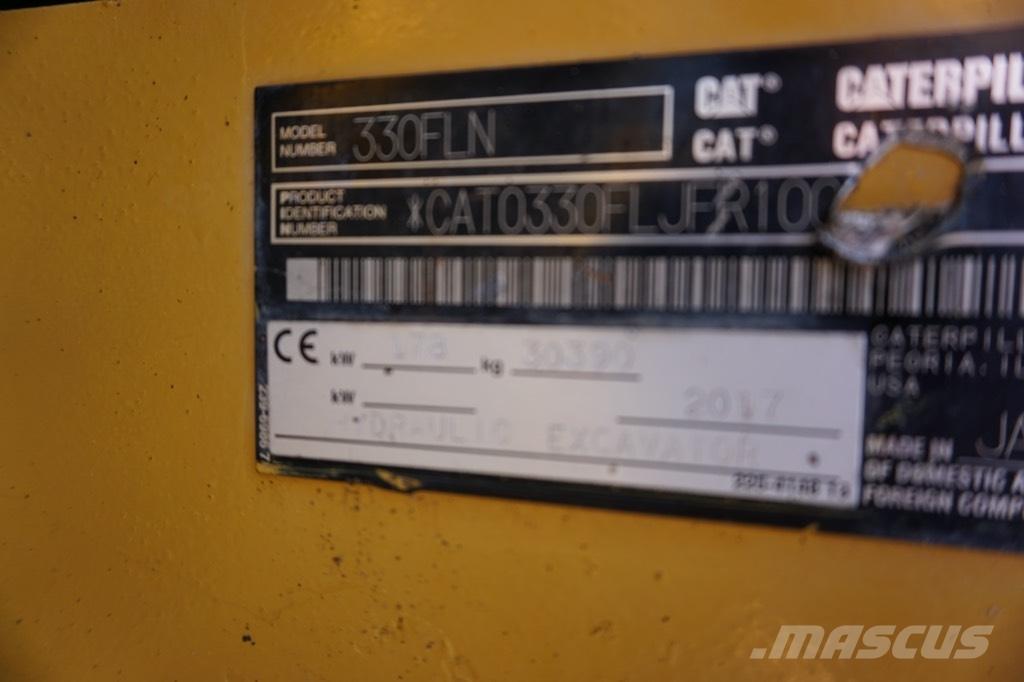 CAT® CATERPIL
MODEL NUMBER 330FLN
CAT®
PRODUCT IDENTIFICATION NUMBER *CAT0330FLJFR100
CE kW 178 kg 30390
kW 2017
EXCAVATOR
CATERPILL
PEORIA, IL
USA
MADE IN JA
OF DOMESTIC A
FOREIGN COMP
MASCUS